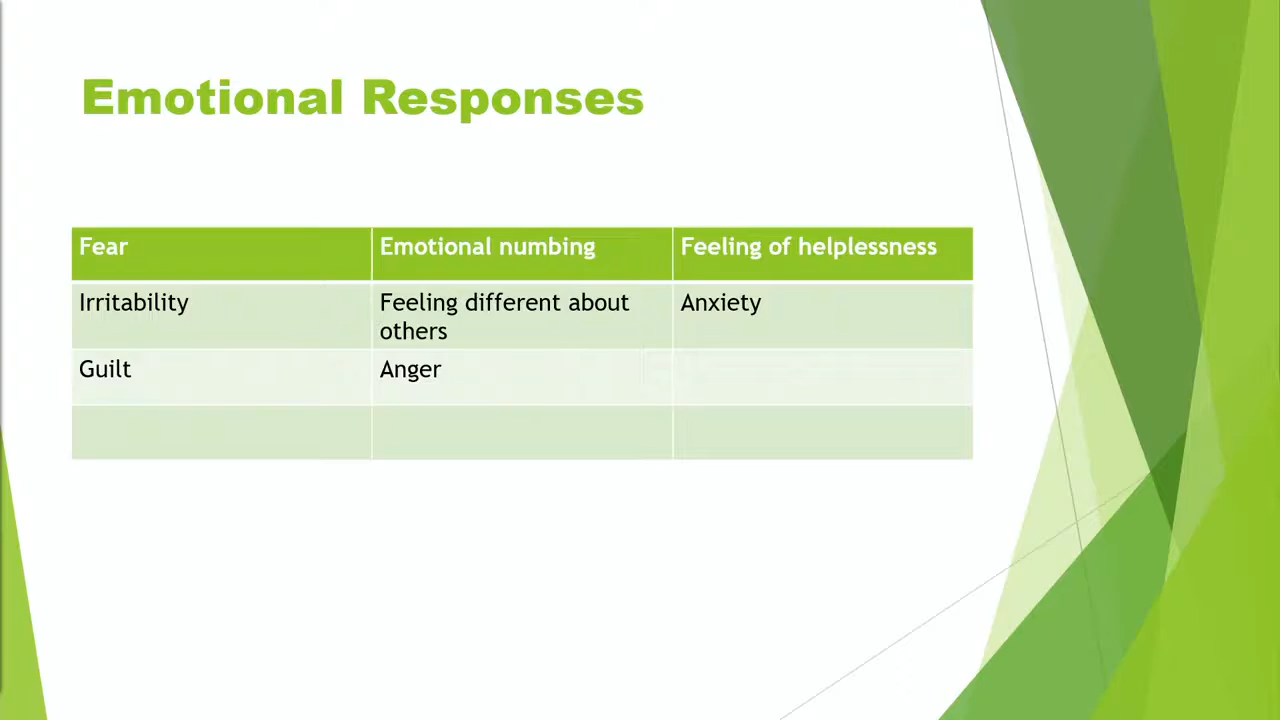 Emotional Responses
Fear
Emotional numbing
Feeling of helplessness
Irritability
Feeling different about
others
Anxiety
Guilt
Anger